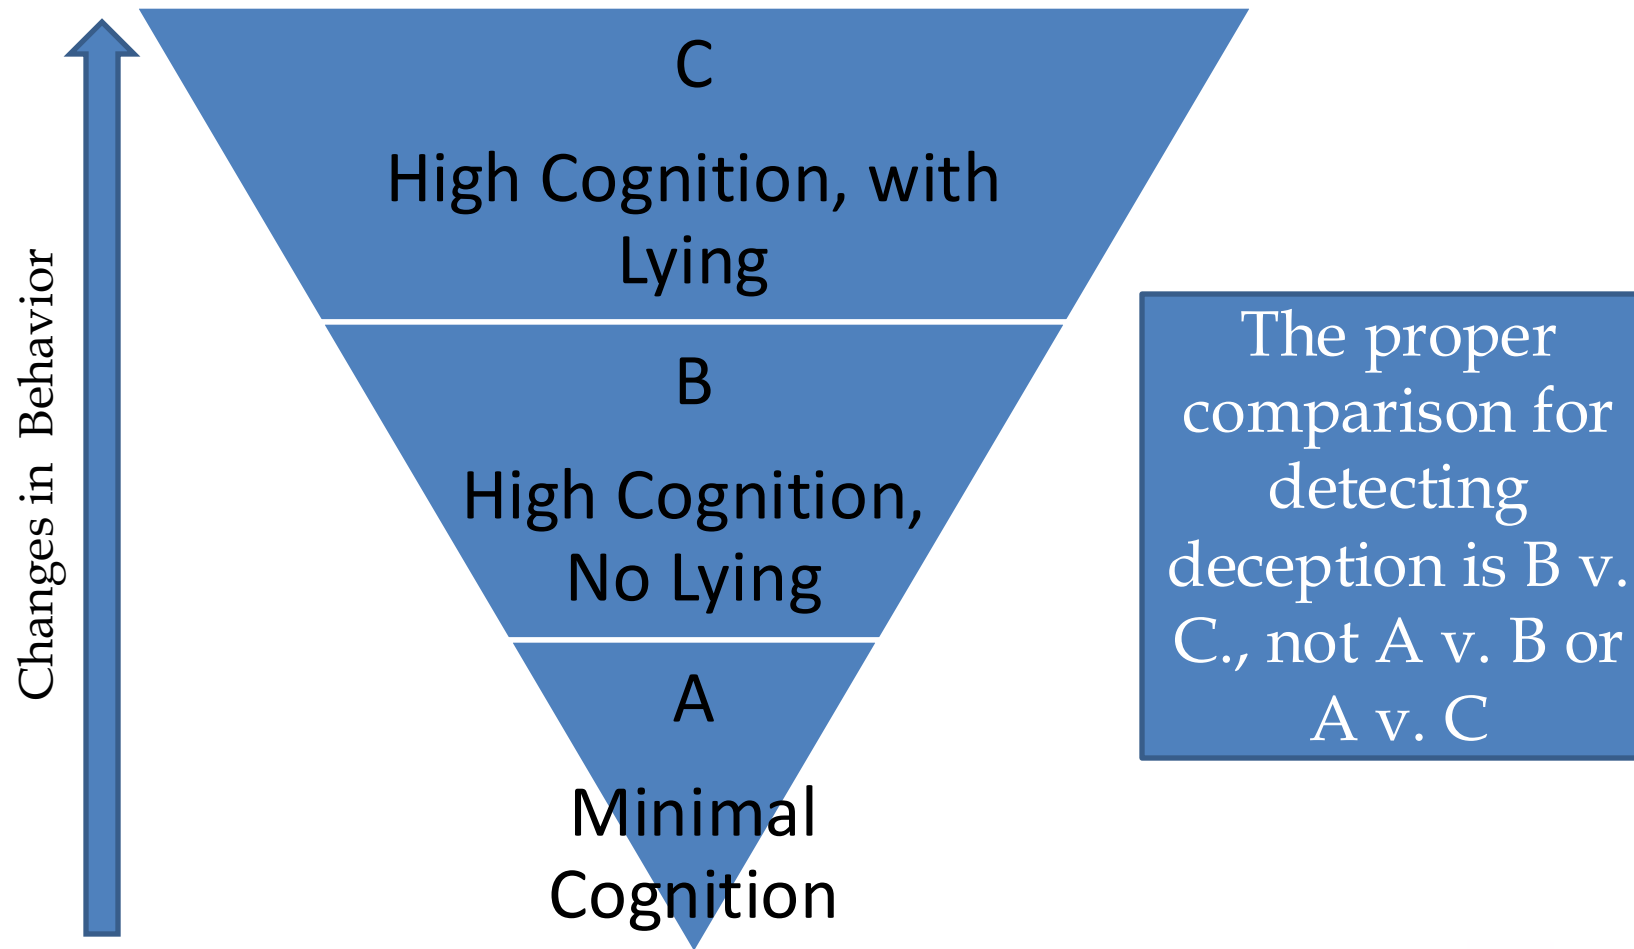 Changes in Behavior
C
High Cognition, with
Lying
B
High Cognition,
No Lying
A
Minimal
Cognition
The proper
comparison for
detecting
deception is B v.
C., not A v. B or
A v. C